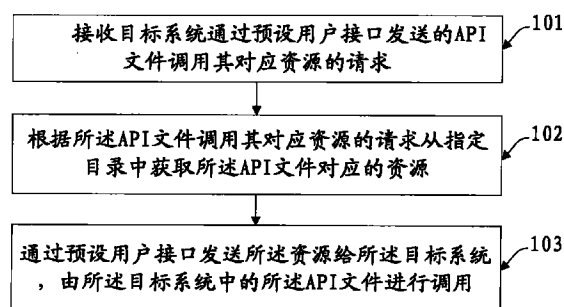 接收目标系统通过预设用户接口发送的API
文件调用其对应资源的请求
101
根据所述API文件调用其对应资源的请求从指定
目录中获取所述API文件对应的资源
102
通过预设用户接口发送所述资源给所述目标系统
，由所述目标系统中的所述API文件进行调用
103